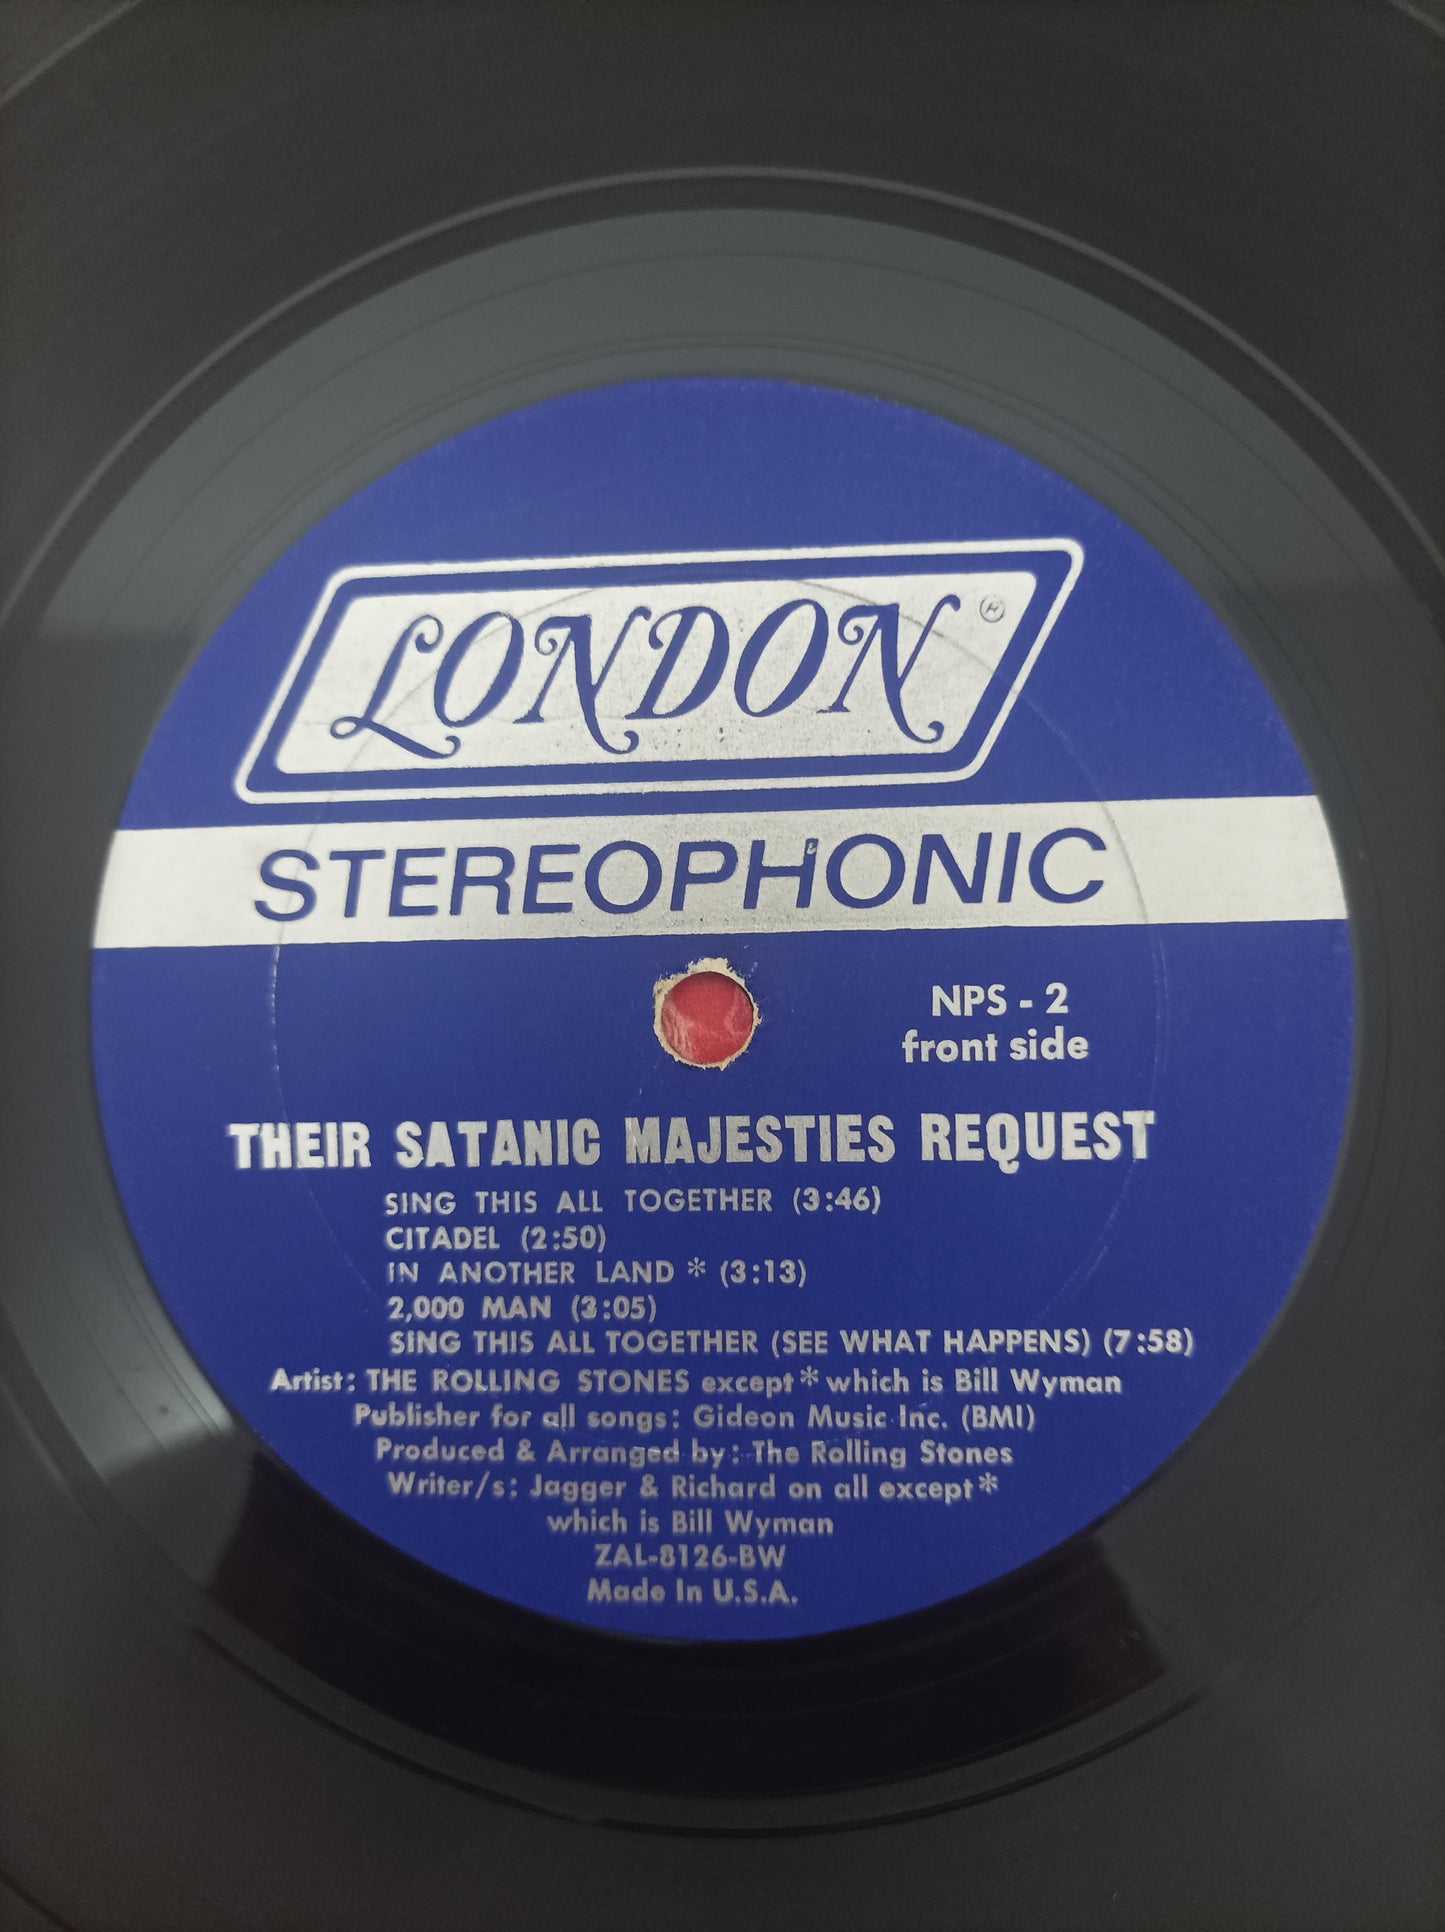 LONDON ®
STEREOPHONIC
NPS - 2
front side
THEIR SATANIC MAJESTIES REQUEST
SING THIS ALL TOGETHER (3:46)
CITADEL (2:50)
IN ANOTHER LAND * (3:13)
2,000 MAN (3:05)
SING THIS ALL TOGETHER (SEE WHAT HAPPENS) (7:58)
Artist: THE ROLLING STONES except * which is Bill Wyman
Publisher for all songs: Gideon Music Inc. (BMI)
Produced & Arranged by: The Rolling Stones
Writer/s: Jagger & Richard on all except *
which is Bill Wyman
ZAL-8126-BW
Made In U.S.A.